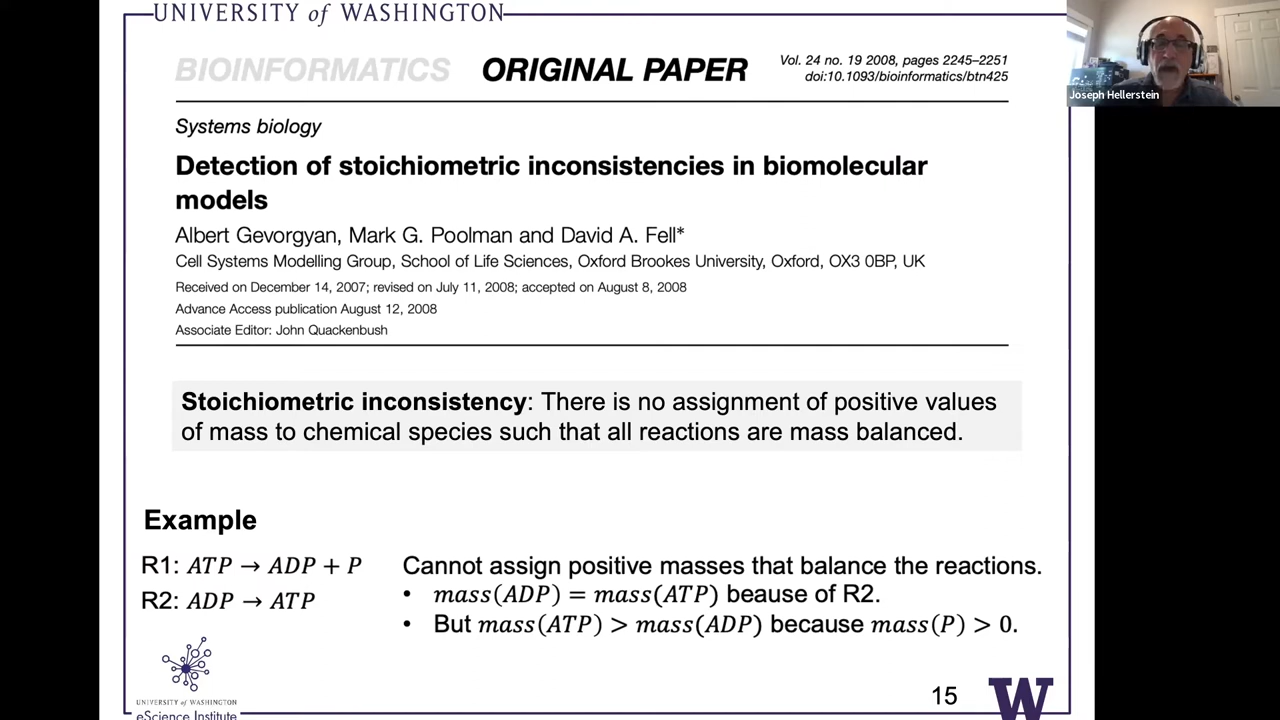 UNIVERSITY of WASHINGTON
BIOINFORMATICS ORIGINAL PAPER
Vol. 24 no. 19 2008, pages 2245–2251
doi:10.1093/bioinformatics/btn425
Joseph Hellerstein
Systems biology
Detection of stoichiometric inconsistencies in biomolecular
models
Albert Gevorgyan, Mark G. Poolman and David A. Fell*
Cell Systems Modelling Group, School of Life Sciences, Oxford Brookes University, Oxford, OX3 0BP, UK
Received on December 14, 2007; revised on July 11, 2008; accepted on August 8, 2008
Advance Access publication August 12, 2008
Associate Editor: John Quackenbush
Stoichiometric inconsistency: There is no assignment of positive values
of mass to chemical species such that all reactions are mass balanced.
Example
R1: ATP → ADP + P
R2: ADP → ATP
Cannot assign positive masses that balance the reactions.
• mass(ADP) = mass(ATP) beause of R2.
• But mass(ATP) > mass(ADP) because mass(P) > 0.
UNIVERSITY of WASHINGTON
eScience Institute
15
W